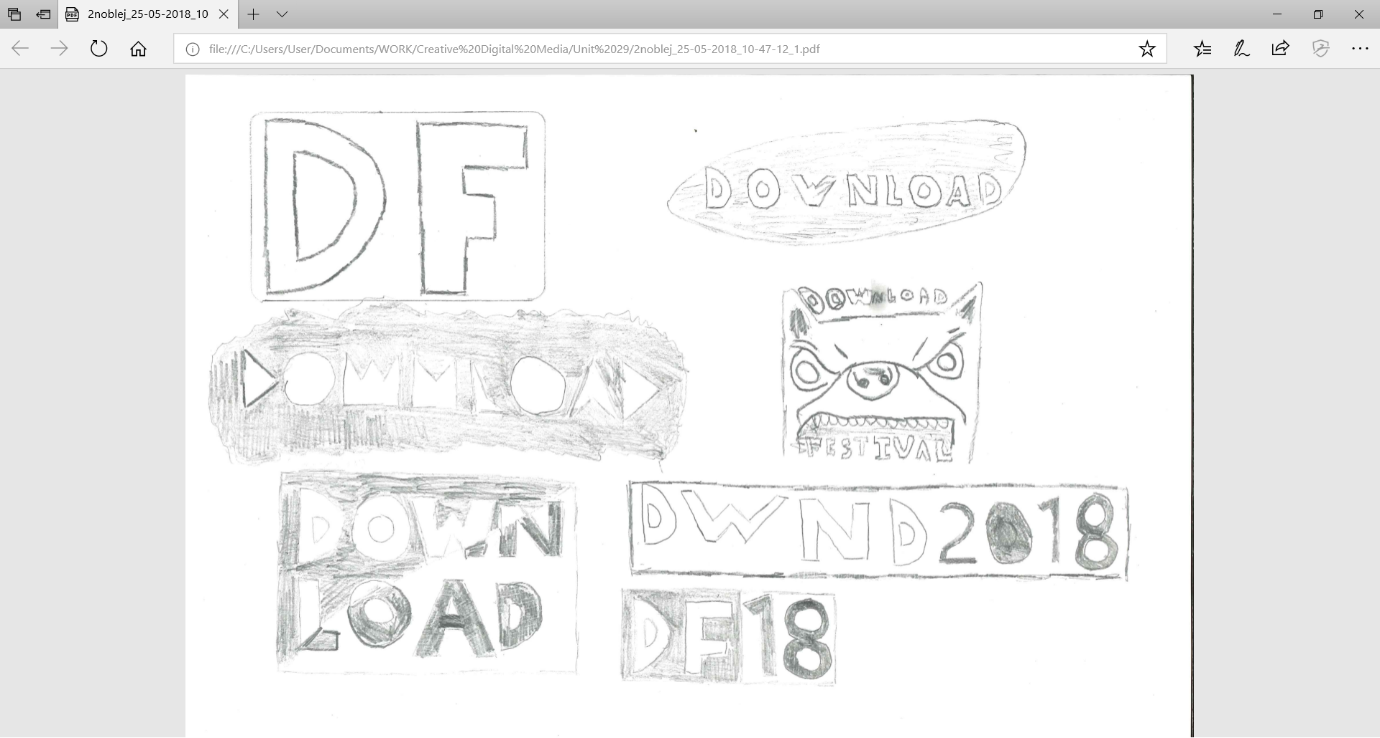 2noblej_25-05-2018_10
file:///C:/Users/User/Documents/WORK/Creative%20Digital%20Media/Unit%2029/2noblej_25-05-2018_10-47-12_1.pdf
DF
DOWNLOAD
DOWNLOAD
DOWNLOAD
FESTIVAL
DOWN
LOAD
DWND2018
DF18